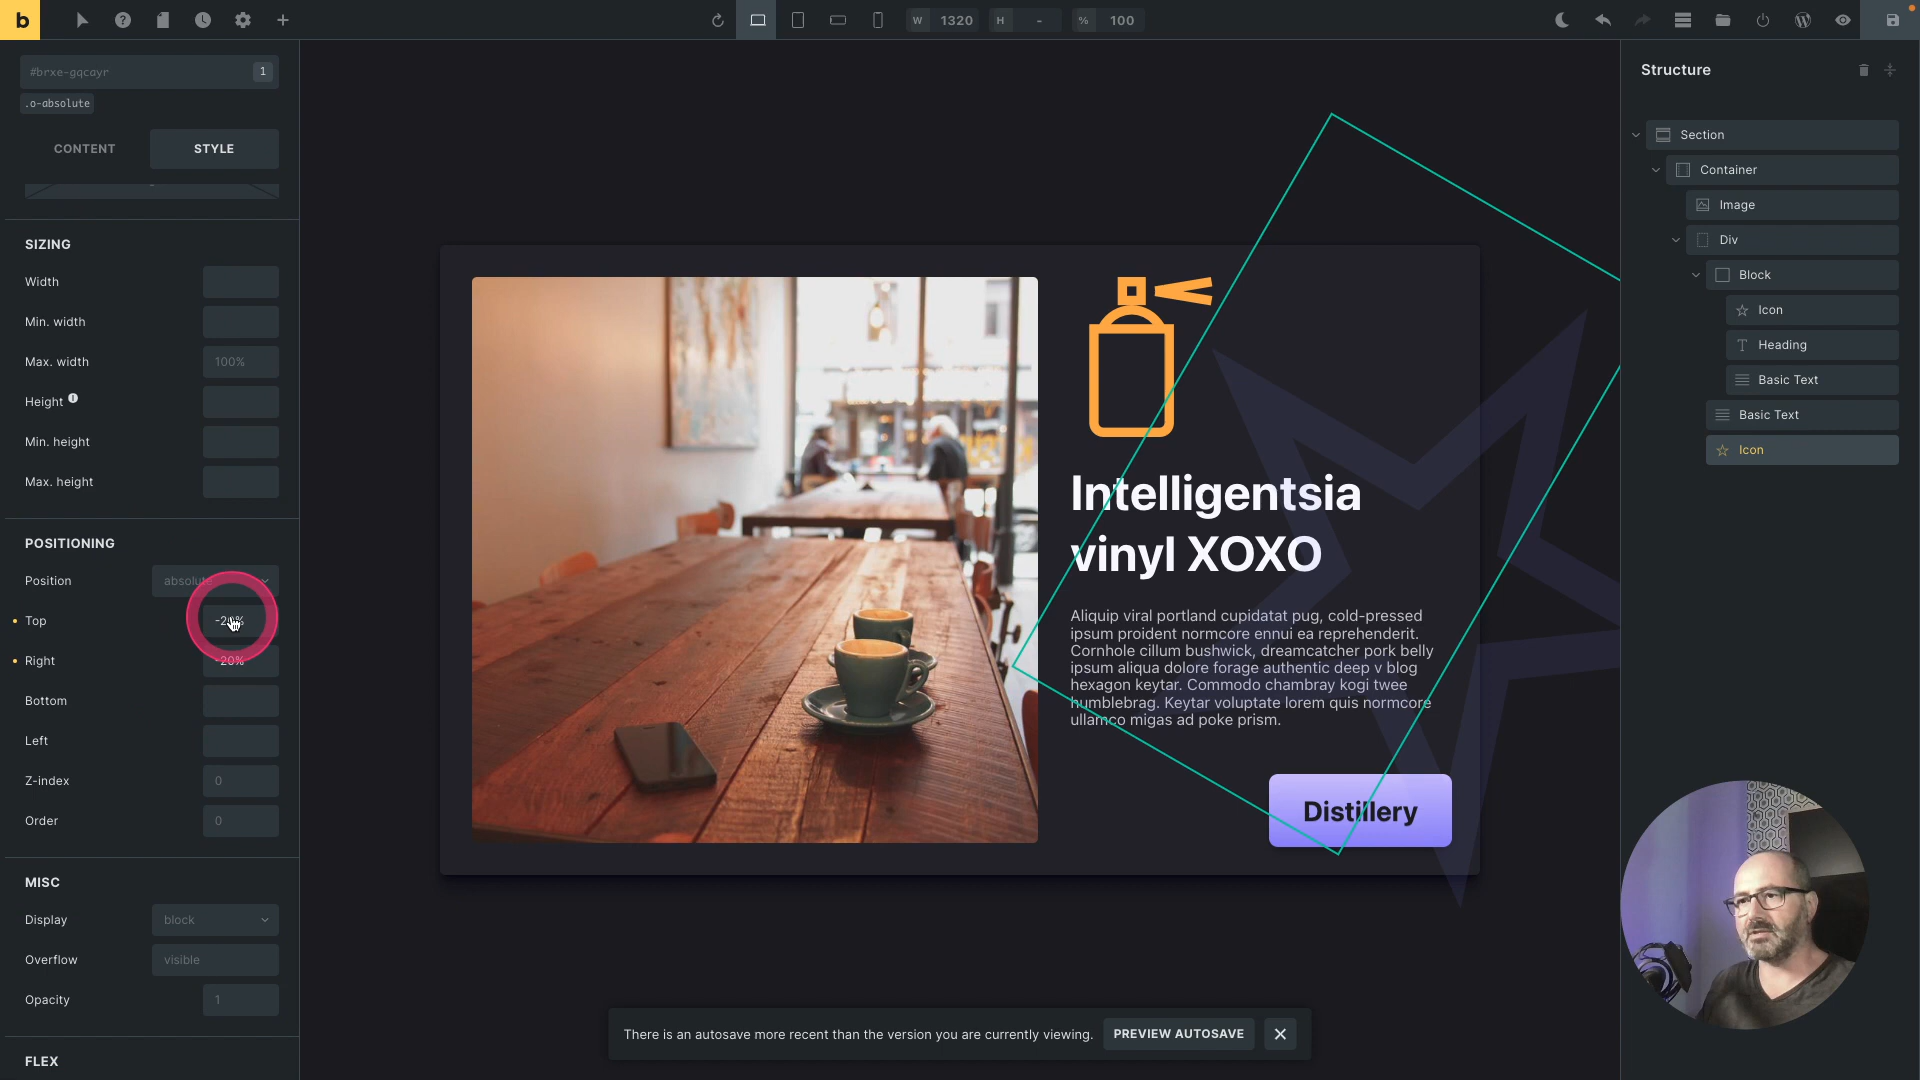 b
W 1320 H - % 100
#brxe-gqcayr 1
.o-absolute
CONTENT STYLE
SIZING
Width
Min. width
Max. width 100%
Height
Min. height
Max. height
POSITIONING
Position absolute
Top
Right -20%
Bottom
Left
Z-index 0
Order 0
MISC
Display block
Overflow visible
Opacity 1
FLEX
Intelligentsia
vinyl XOXO
Aliquip viral portland cupidatat pug, cold-pressed
ipsum proident normcore ennui ea reprehenderit.
Cornhole cillum bushwick, dreamcatcher pork belly
ipsum aliqua dolore forage authentic deep v blog
hexagon keytar. Commodo chambray kogi twee
humblebrag. Keytar voluptate lorem quis normcore
ullamco migas ad poke prism.
Distillery
There is an autosave more recent than the version you are currently viewing. PREVIEW AUTOSAVE
Structure
Section
Container
Image
Div
Block
Icon
Heading
Basic Text
Basic Text
Icon